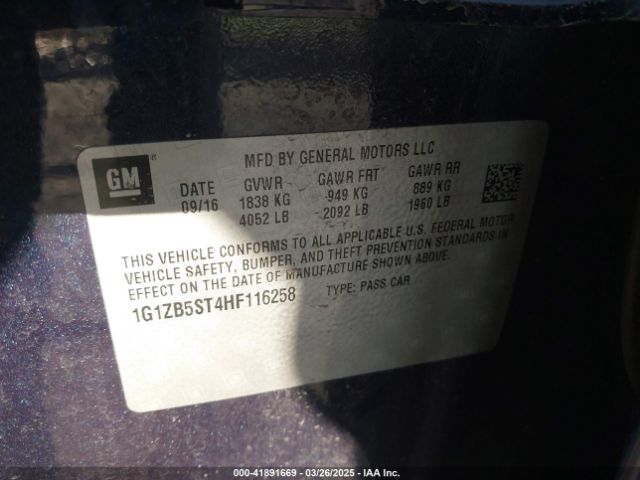 GM ®
MFD BY GENERAL MOTORS LLC
DATE GVWR GAWR FRT GAWR RR
09/16 1838 KG 949 KG 889 KG
4052 LB 2092 LB 1960 LB
THIS VEHICLE CONFORMS TO ALL APPLICABLE U.S. FEDERAL MOTOR
VEHICLE SAFETY, BUMPER, AND THEFT PREVENTION STANDARDS IN
EFFECT ON THE DATE OF MANUFACTURE SHOWN ABOVE.
1G1ZB5ST4HF116258 TYPE: PASS CAR
000-41891669 | 03/26/2025 | IAA Inc.